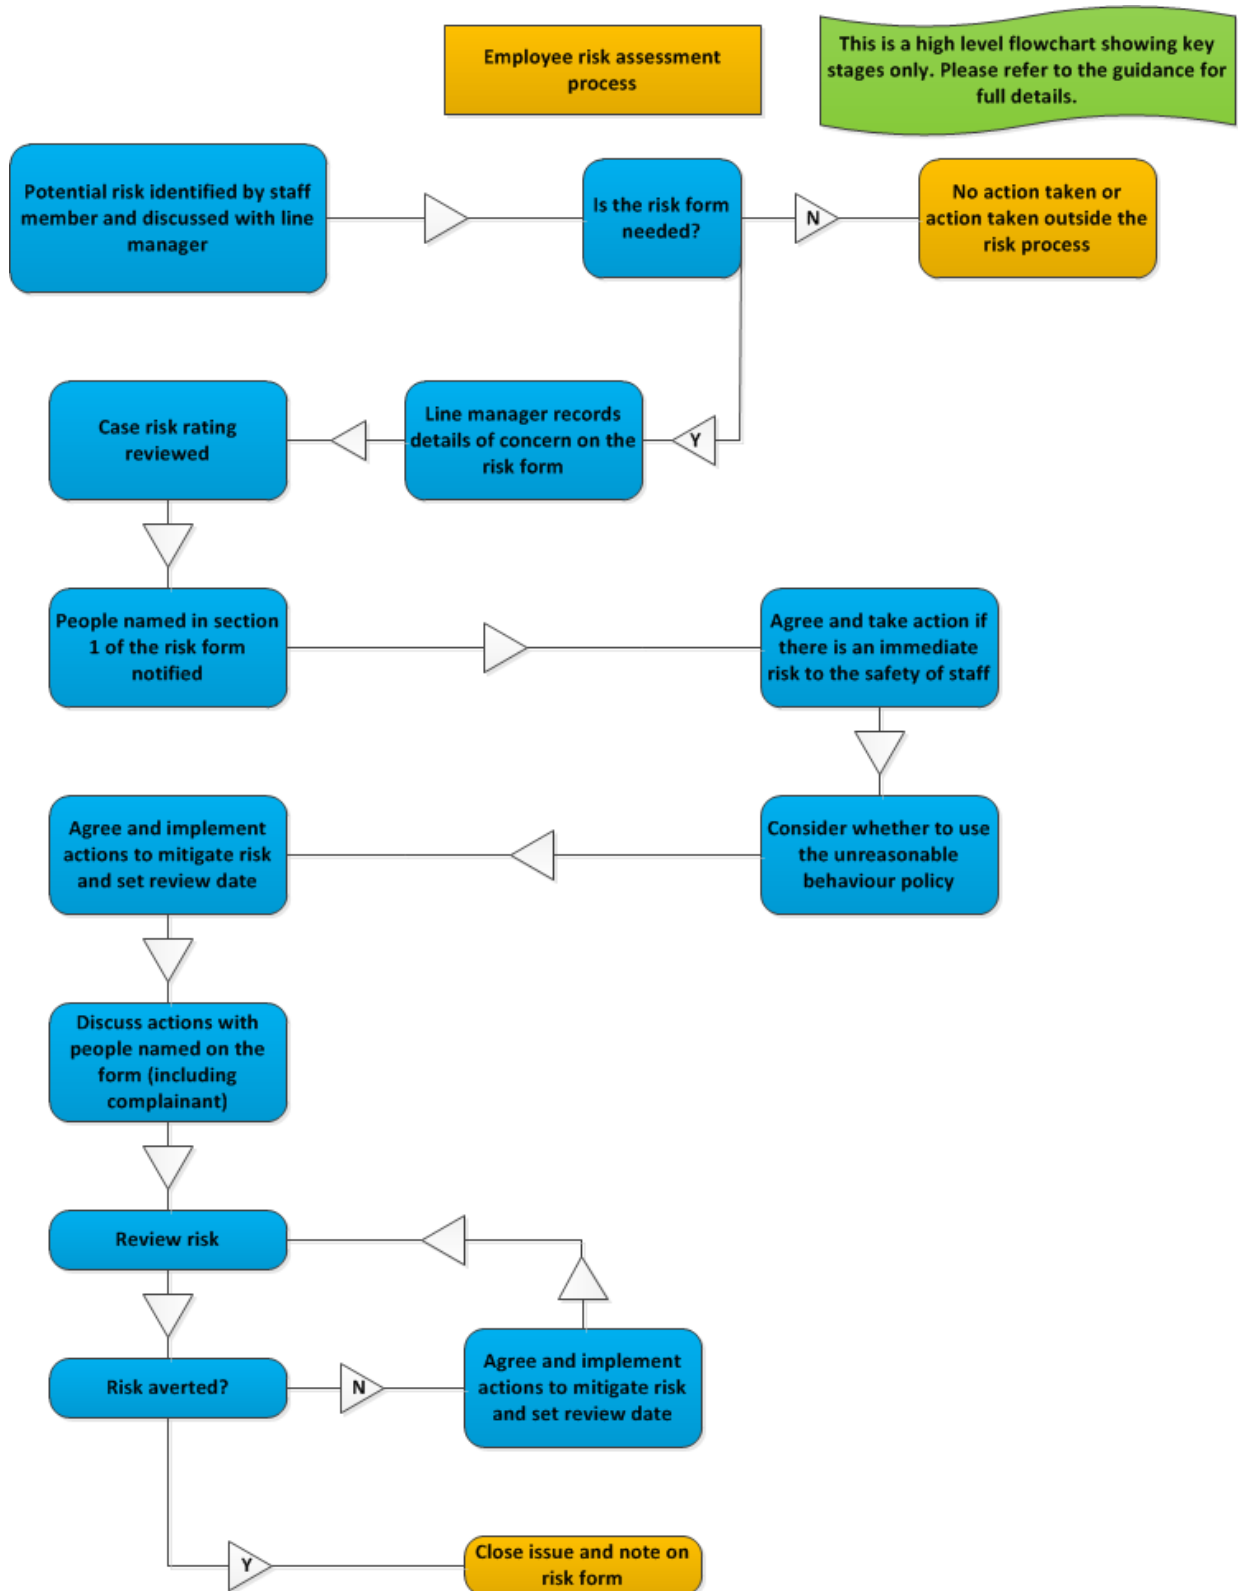 Employee risk assessment
process
This is a high level flowchart showing key
stages only. Please refer to the guidance for
full details.
Potential risk identified by staff
member and discussed with line
manager
Is the risk form
needed?
N
No action taken or
action taken outside the
risk process
Case risk rating
reviewed
Line manager records
details of concern on the
risk form
Y
People named in section
1 of the risk form
notified
Agree and take action if
there is an immediate
risk to the safety of staff
Agree and implement
actions to mitigate risk
and set review date
Consider whether to use
the unreasonable
behaviour policy
Discuss actions with
people named on the
form (including
complainant)
Review risk
Risk averted?
N
Agree and implement
actions to mitigate risk
and set review date
Y
Close issue and note on
risk form